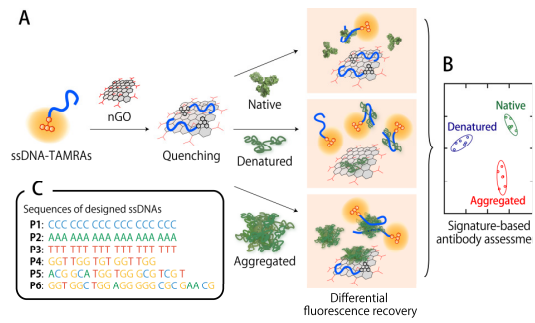 A
nGO
ssDNA-TAMRAs
Quenching
Native
Denatured
Aggregated
Differential
fluorescence recovery
B
Native
Denatured
Aggregated
Signature-based
antibody assessme
C
Sequences of designed ssDNAs
P1: CCC CCC CCC CCC CCC CCC CCC
P2: AAA AAA AAA AAA AAA AAA AAA
P3: TTT TTT TTT TTT TTT TTT TTT
P4: GGT TGG TGT GGT TGG
P5: ACG GCA TGG TGG GCG TCG T
P6: GGT GGC TGG AGG GGG CGC GAA CG